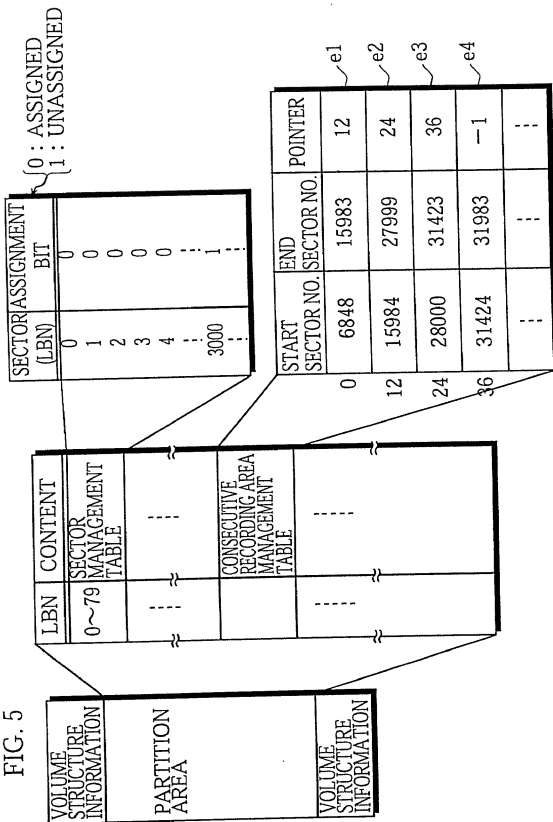 FIG. 5
VOLUME
STRUCTURE
INFORMATION
PARTITION
AREA
VOLUME
STRUCTURE
INFORMATION
LBN CONTENT
0~79 SECTOR
MANAGEMENT
TABLE
CONSECUTIVE
RECORDING AREA
MANAGEMENT
TABLE
SECTOR ASSIGNMENT
(LBN) BIT
0 0
1 0
2 0
3 0
4 0
3000 1
0 : ASSIGNED
1 : UNASSIGNED
START END POINTER
SECTOR NO. SECTOR NO.
0 6848 15983 12 e1
12 15984 27999 24 e2
24 28000 31423 36 e3
36 31424 31983 −1 e4